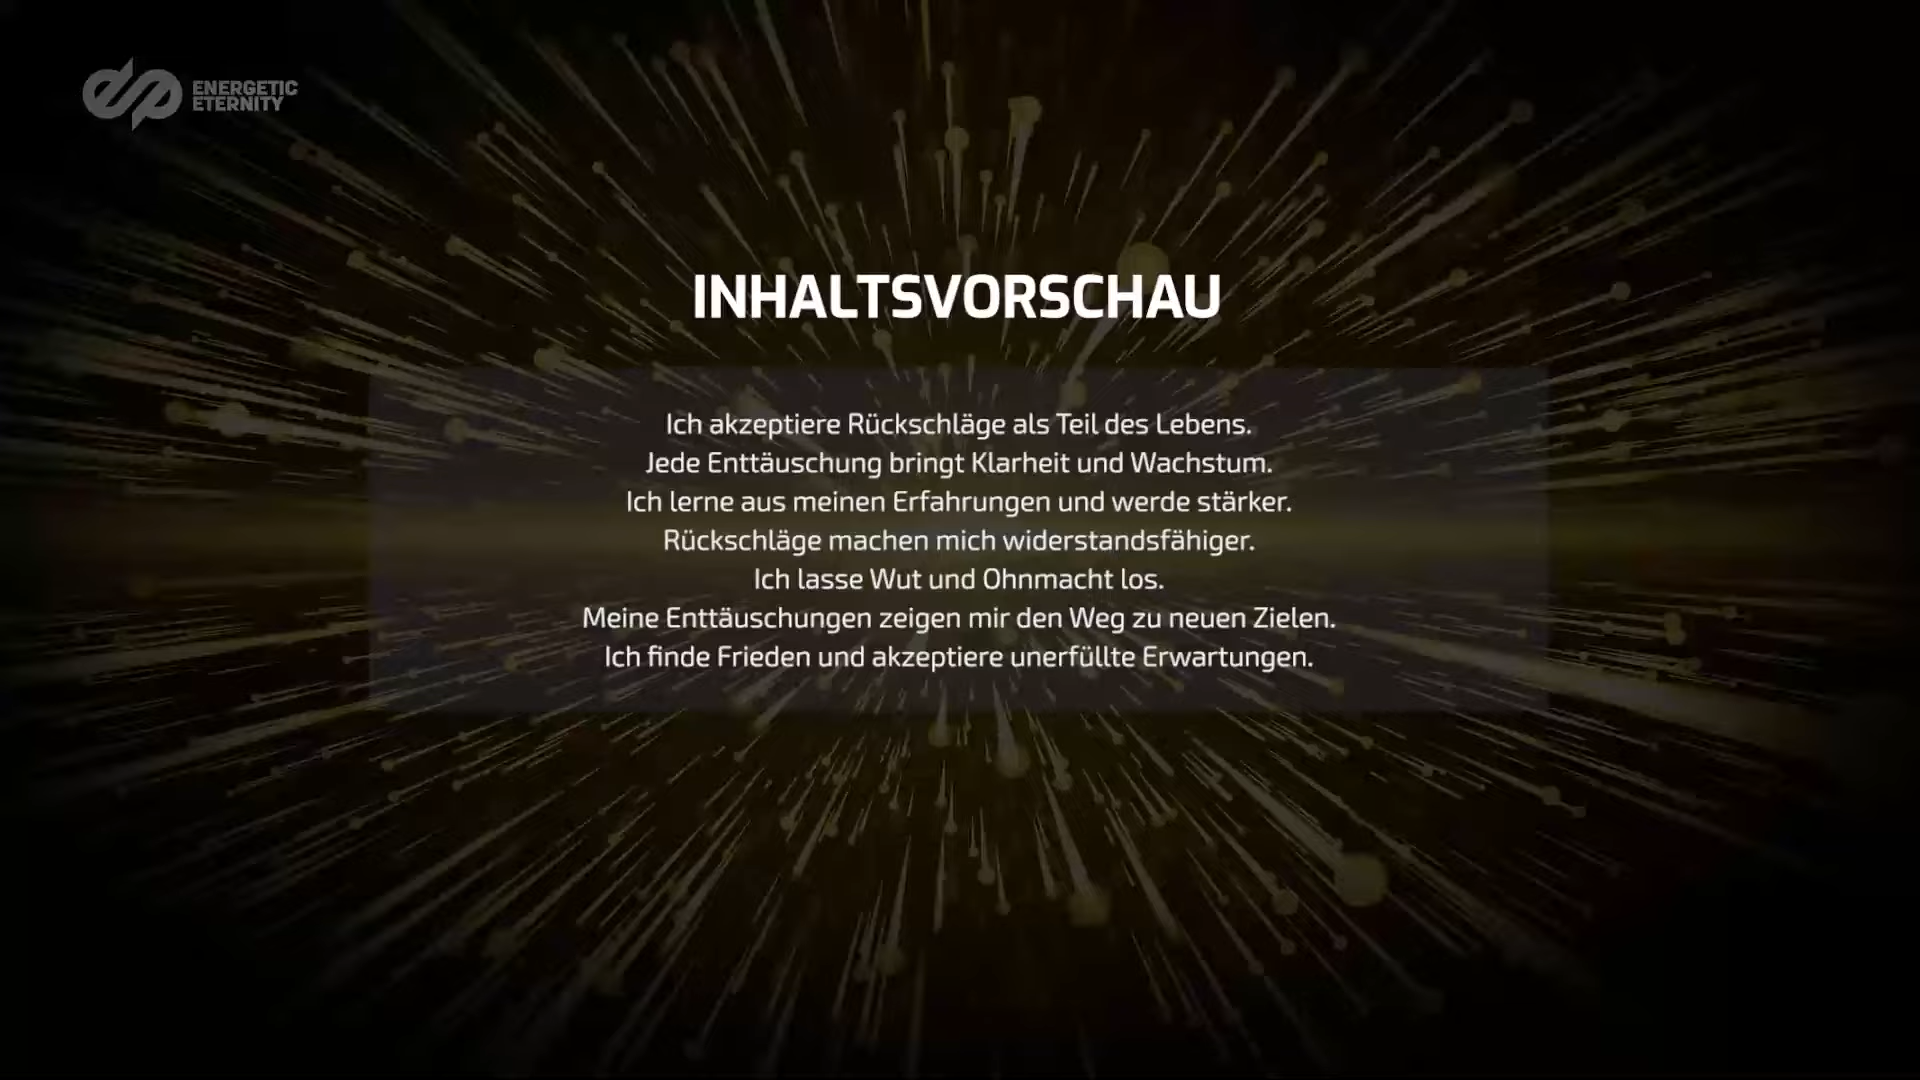 ENERGETIC
ETERNITY
INHALTSVORSCHAU
Ich akzeptiere Rückschläge als Teil des Lebens.
Jede Enttäuschung bringt Klarheit und Wachstum.
Ich lerne aus meinen Erfahrungen und werde stärker.
Rückschläge machen mich widerstandsfähiger.
Ich lasse Wut und Ohnmacht los.
Meine Enttäuschungen zeigen mir den Weg zu neuen Zielen.
Ich finde Frieden und akzeptiere unerfüllte Erwartungen.